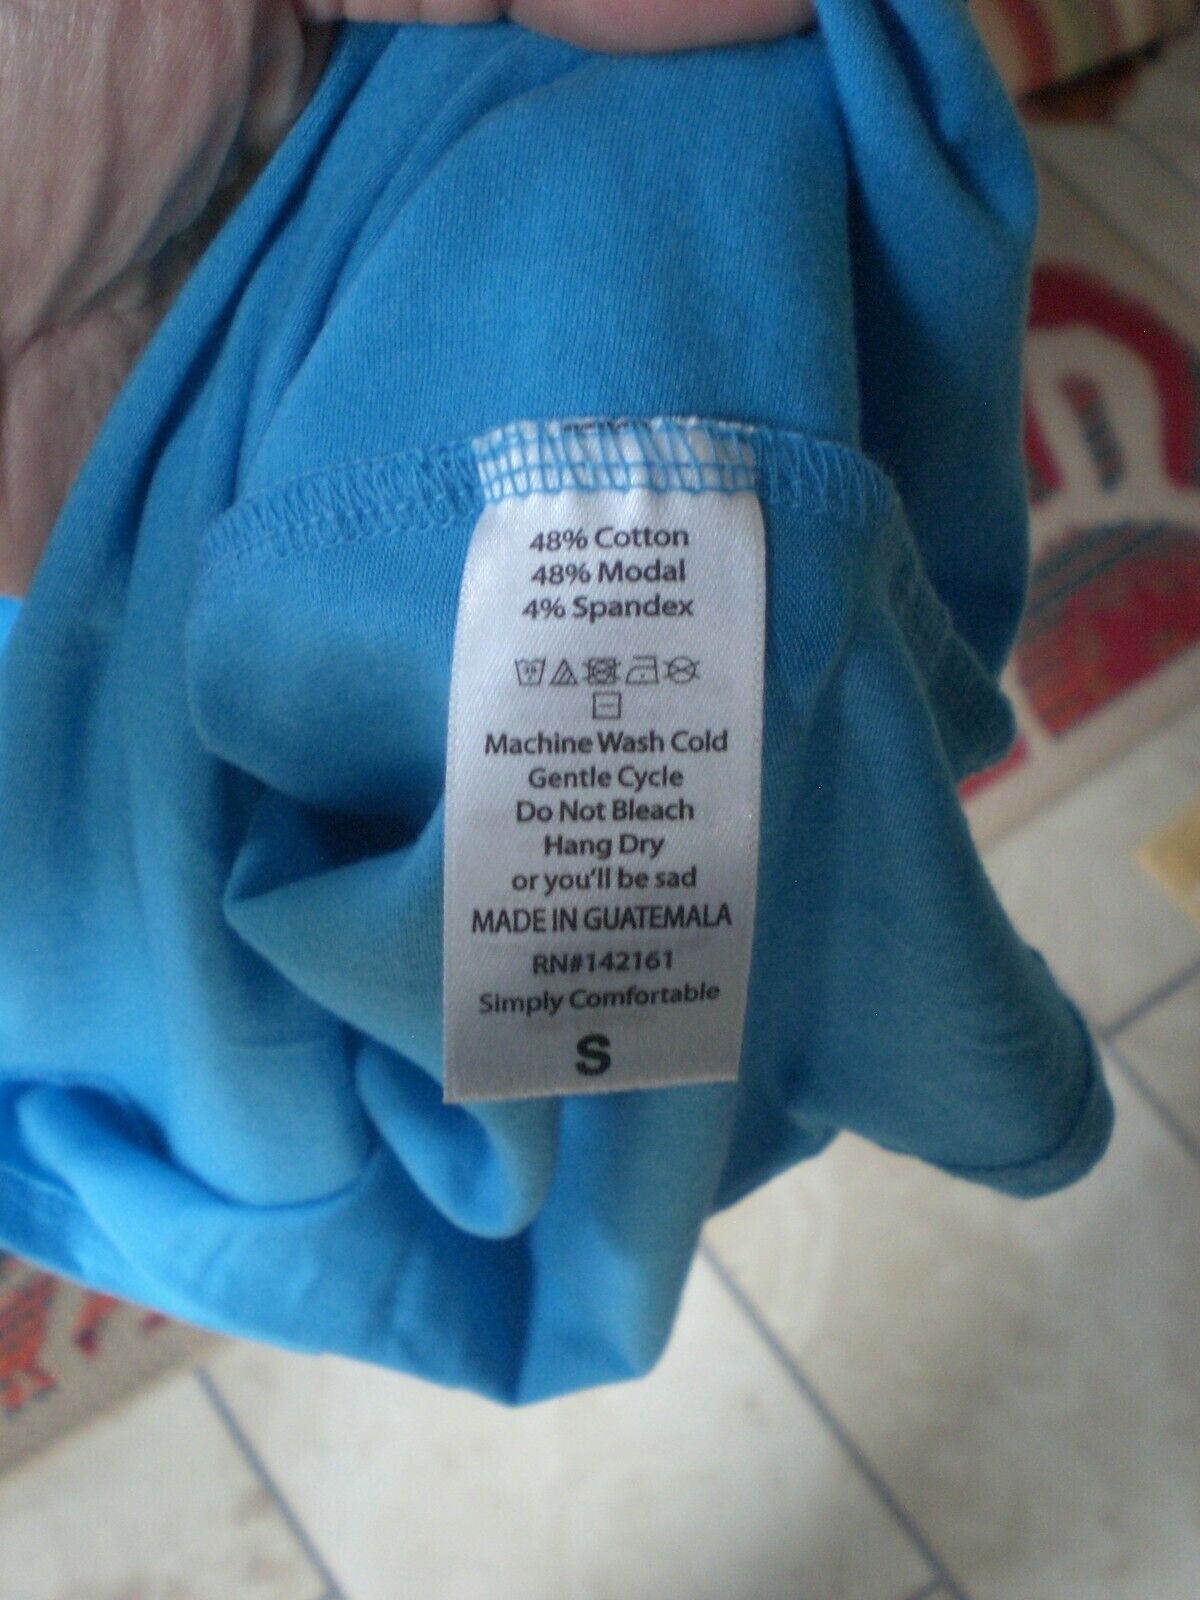 48% Cotton
48% Modal
4% Spandex
Machine Wash Cold
Gentle Cycle
Do Not Bleach
Hang Dry
or you'll be sad
MADE IN GUATEMALA
RN#142161
Simply Comfortable
S